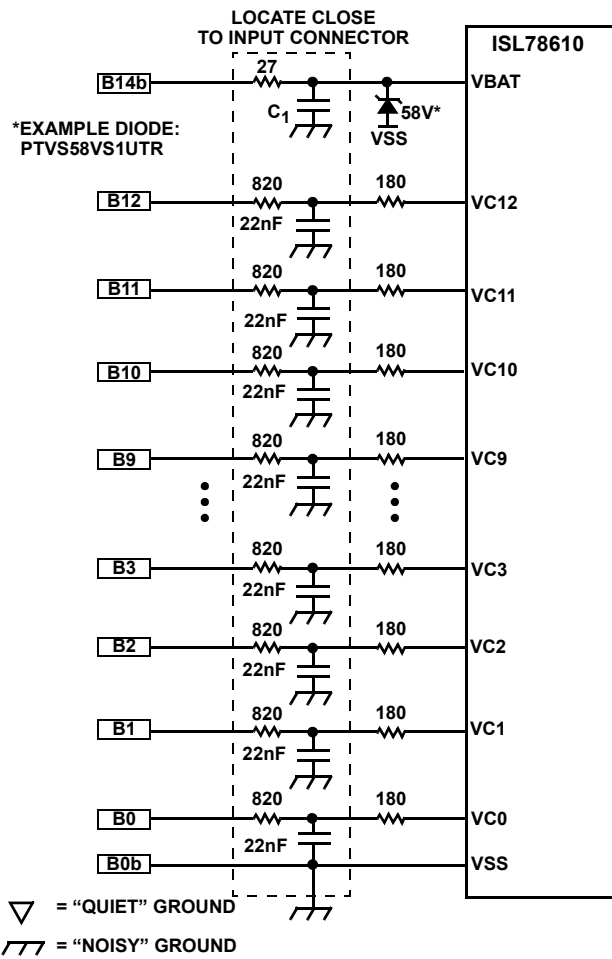 LOCATE CLOSE
TO INPUT CONNECTOR
ISL78610
B14b
27
C1
58V*
VSS
VBAT
*EXAMPLE DIODE:
PTVS58VS1UTR
B12
820
22nF
180
VC12
B11
820
22nF
180
VC11
B10
820
22nF
180
VC10
B9
820
22nF
180
VC9
B3
820
22nF
180
VC3
B2
820
22nF
180
VC2
B1
820
22nF
180
VC1
B0
820
22nF
180
VC0
B0b
VSS
= “QUIET” GROUND
= “NOISY” GROUND